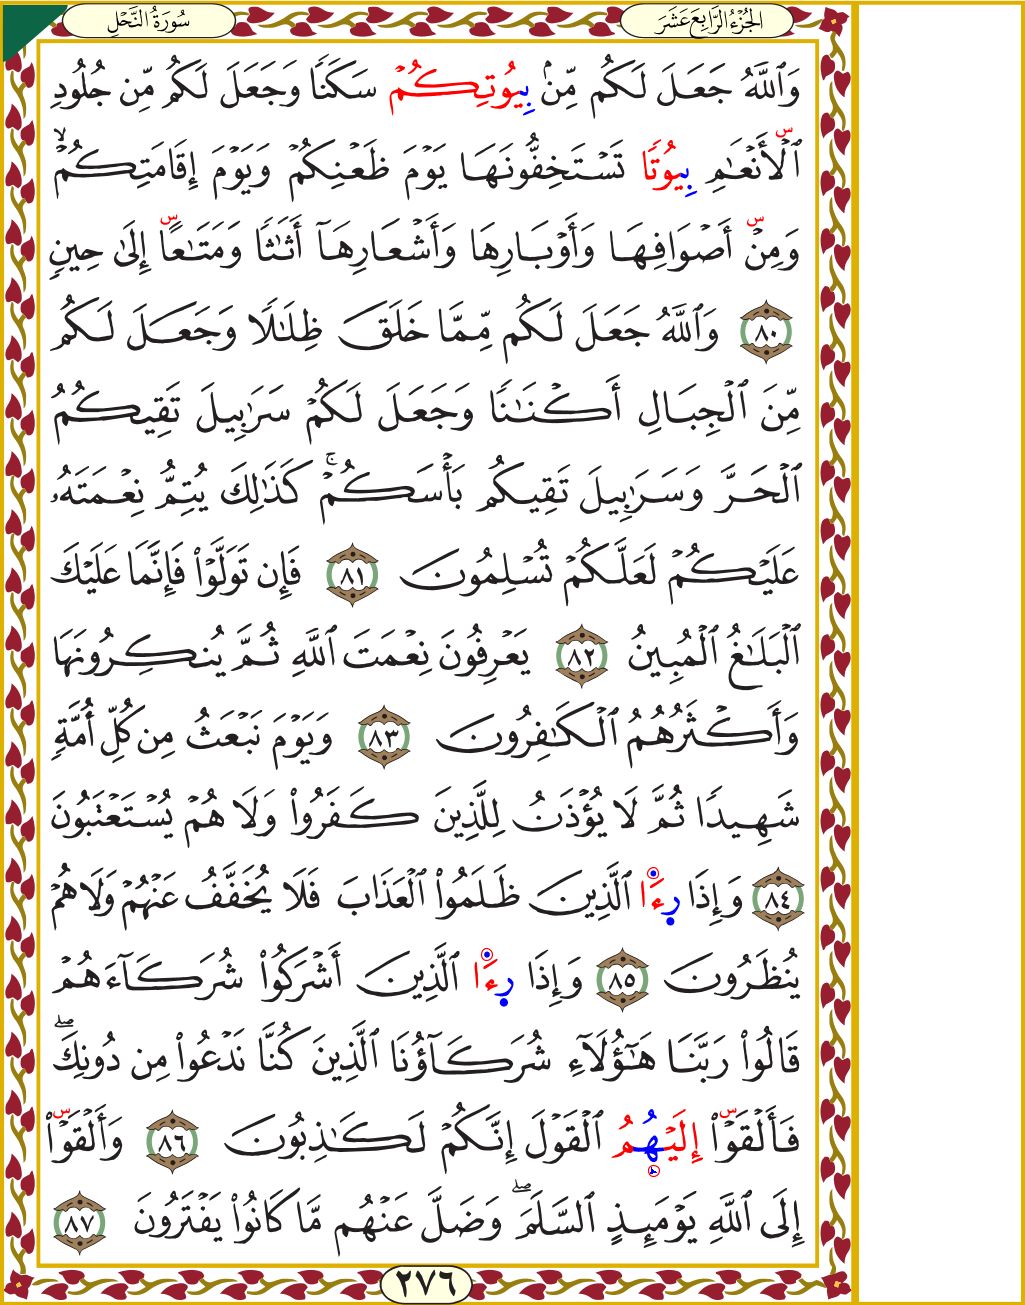 الجُزْءُ الرَّابِعَ عَشَرَ
سُورَةُ النَّحْلِ
وَٱللَّهُ جَعَلَ لَكُم مِّنۢ بِيُوتِكُمْ سَكَنًا وَجَعَلَ لَكُم مِّن جُلُودِ
ٱلْأَنْعَٰمِ بِيُوتًا تَسْتَخِفُّونَهَا يَوْمَ ظَعْنِكُمْ وَيَوْمَ إِقَامَتِكُمْ ۙ
وَمِنْ أَصْوَافِهَا وَأَوْبَارِهَا وَأَشْعَارِهَآ أَثَٰثًا وَمَتَٰعًا إِلَىٰ حِينٍ
٨٠ وَٱللَّهُ جَعَلَ لَكُم مِّمَّا خَلَقَ ظِلَٰلًا وَجَعَلَ لَكُم
مِّنَ ٱلْجِبَالِ أَكْنَٰنًا وَجَعَلَ لَكُمْ سَرَٰبِيلَ تَقِيكُمُ
ٱلْحَرَّ وَسَرَٰبِيلَ تَقِيكُم بَأْسَكُمْ ۚ كَذَٰلِكَ يُتِمُّ نِعْمَتَهُۥ
عَلَيْكُمْ لَعَلَّكُمْ تُسْلِمُونَ ٨١ فَإِن تَوَلَّوْا۟ فَإِنَّمَا عَلَيْكَ
ٱلْبَلَٰغُ ٱلْمُبِينُ ٨٢ يَعْرِفُونَ نِعْمَتَ ٱللَّهِ ثُمَّ يُنكِرُونَهَا
وَأَكْثَرُهُمُ ٱلْكَٰفِرُونَ ٨٣ وَيَوْمَ نَبْعَثُ مِن كُلِّ أُمَّةٍ
شَهِيدًا ثُمَّ لَا يُؤْذَنُ لِلَّذِينَ كَفَرُوا۟ وَلَا هُمْ يُسْتَعْتَبُونَ
٨٤ وَإِذَا رِءَا ٱلَّذِينَ ظَلَمُوا۟ ٱلْعَذَابَ فَلَا يُخَفَّفُ عَنْهُمْ وَلَا هُمْ
يُنظَرُونَ ٨٥ وَإِذَا رِءَا ٱلَّذِينَ أَشْرَكُوا۟ شُرَكَآءَهُمْ
قَالُوا۟ رَبَّنَا هَٰٓؤُلَآءِ شُرَكَآؤُنَا ٱلَّذِينَ كُنَّا نَدْعُوا۟ مِن دُونِكَ ۖ
فَأَلْقَوْا۟ إِلَيْهُمُ ٱلْقَوْلَ إِنَّكُمْ لَكَٰذِبُونَ ٨٦ وَأَلْقَوْا۟
إِلَى ٱللَّهِ يَوْمَئِذٍ ٱلسَّلَمَ ۖ وَضَلَّ عَنْهُم مَّا كَانُوا۟ يَفْتَرُونَ ٨٧
٢٧٦